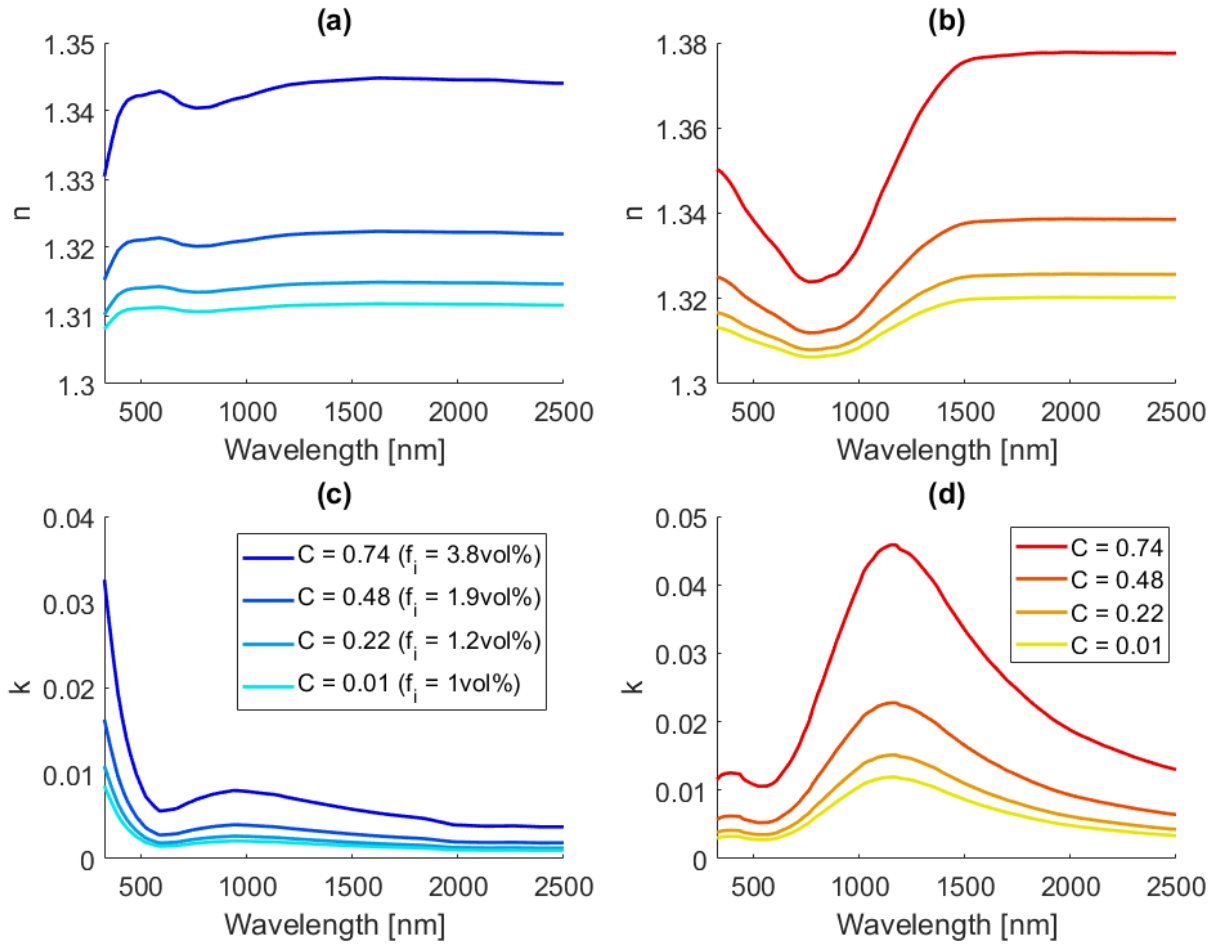 (a)
1.35
1.34
1.33
1.32
1.31
1.3
n
500 1000 1500 2000 2500
Wavelength [nm]
(b)
1.38
1.36
1.34
1.32
1.3
n
500 1000 1500 2000 2500
Wavelength [nm]
(c)
0.04
0.03
0.02
0.01
0
k
C = 0.74 (f_i = 3.8vol%)
C = 0.48 (f_i = 1.9vol%)
C = 0.22 (f_i = 1.2vol%)
C = 0.01 (f_i = 1vol%)
500 1000 1500 2000 2500
Wavelength [nm]
(d)
0.05
0.04
0.03
0.02
0.01
0
k
C = 0.74
C = 0.48
C = 0.22
C = 0.01
500 1000 1500 2000 2500
Wavelength [nm]